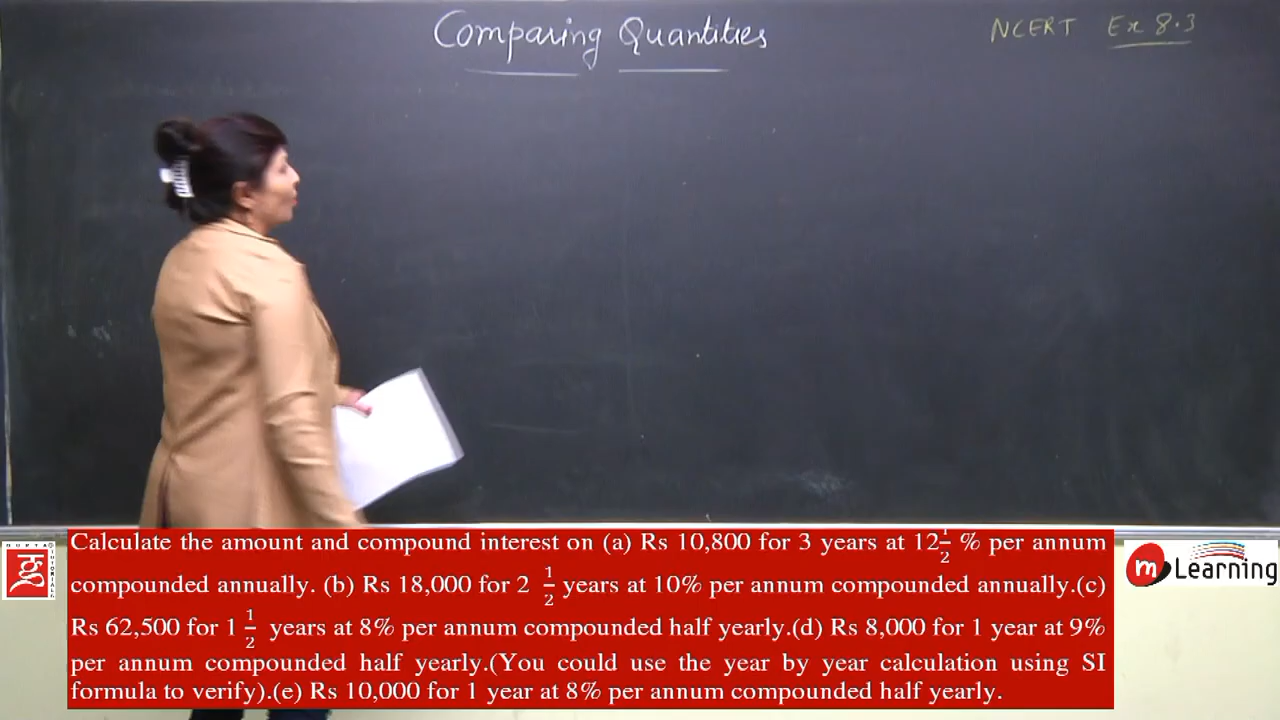 Comparing Quantities
NCERT Ex 8.3
Calculate the amount and compound interest on (a) Rs 10,800 for 3 years at 12 1/2 % per annum
compounded annually. (b) Rs 18,000 for 2 1/2 years at 10% per annum compounded annually.(c)
Rs 62,500 for 1 1/2 years at 8% per annum compounded half yearly.(d) Rs 8,000 for 1 year at 9%
per annum compounded half yearly.(You could use the year by year calculation using SI
formula to verify).(e) Rs 10,000 for 1 year at 8% per annum compounded half yearly.
m Learning